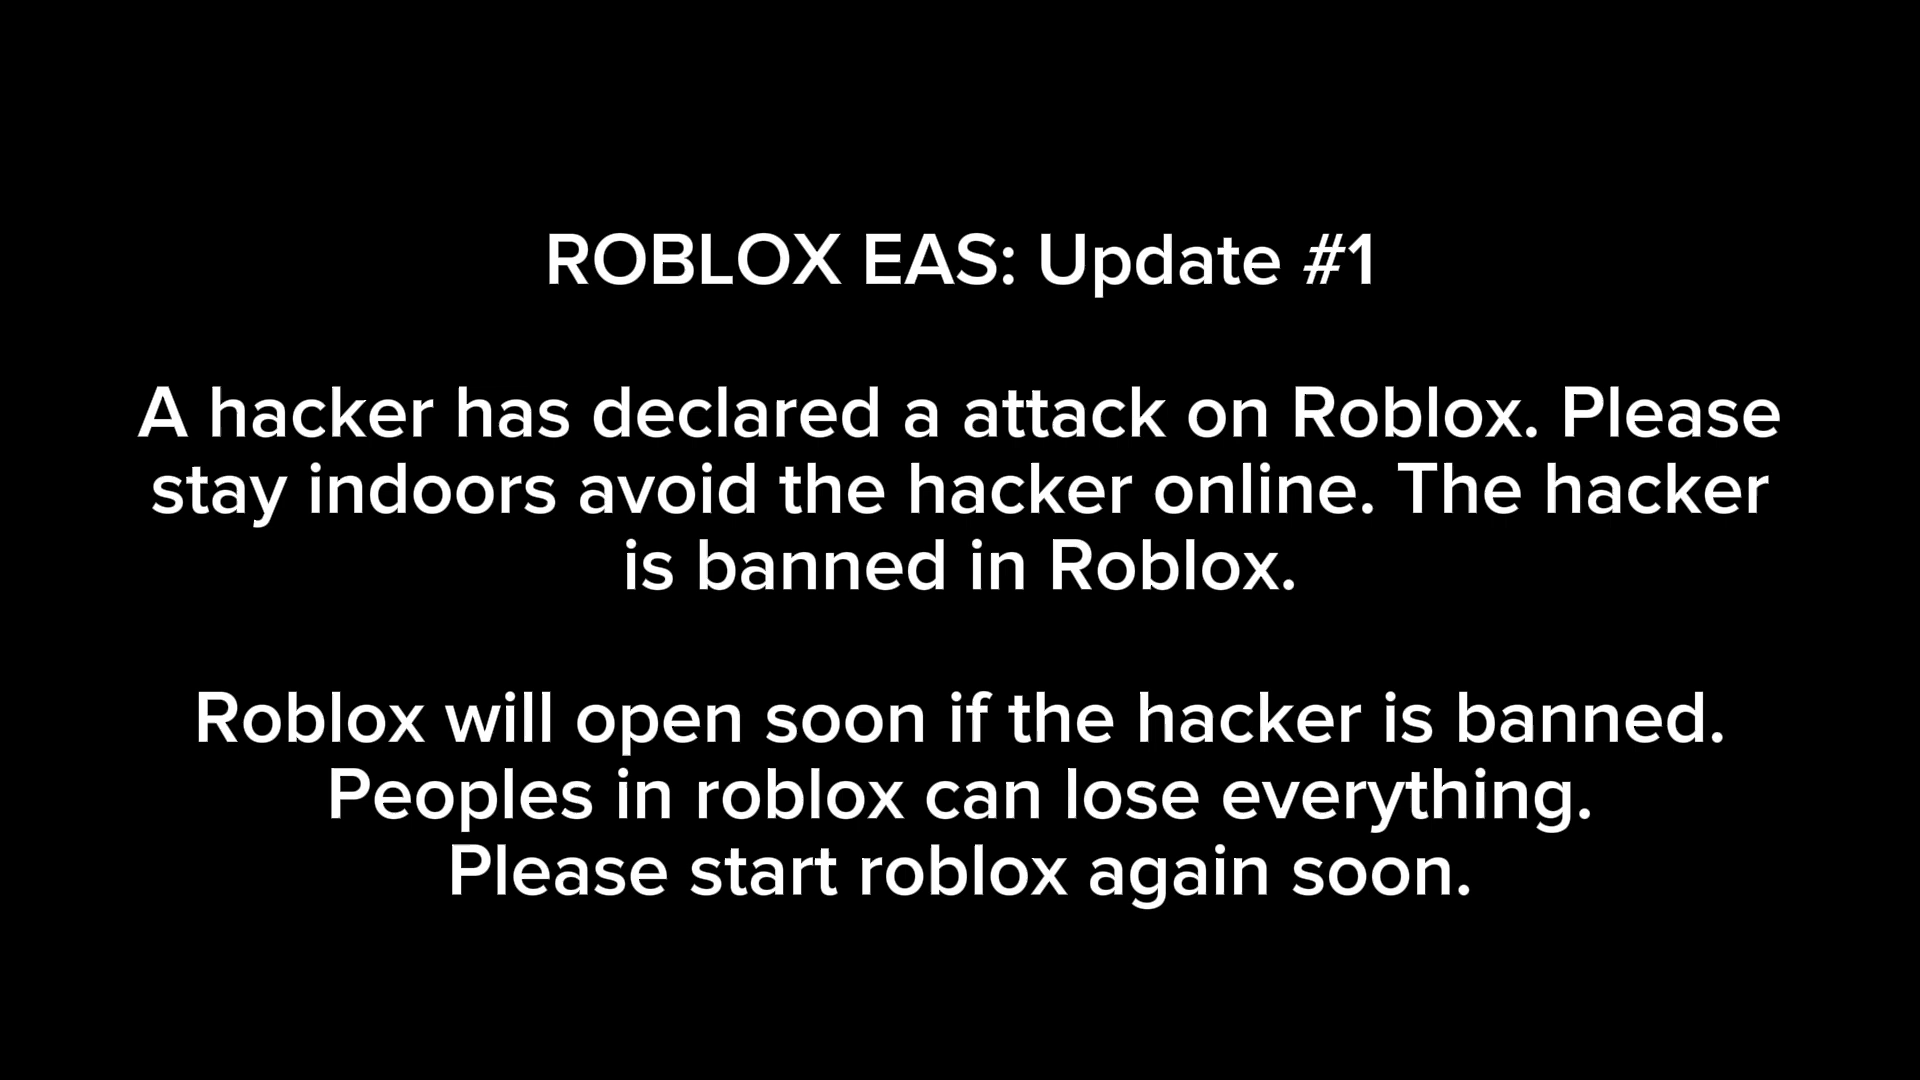 ROBLOX EAS: Update #1
A hacker has declared a attack on Roblox. Please
stay indoors avoid the hacker online. The hacker
is banned in Roblox.
Roblox will open soon if the hacker is banned.
Peoples in roblox can lose everything.
Please start roblox again soon.